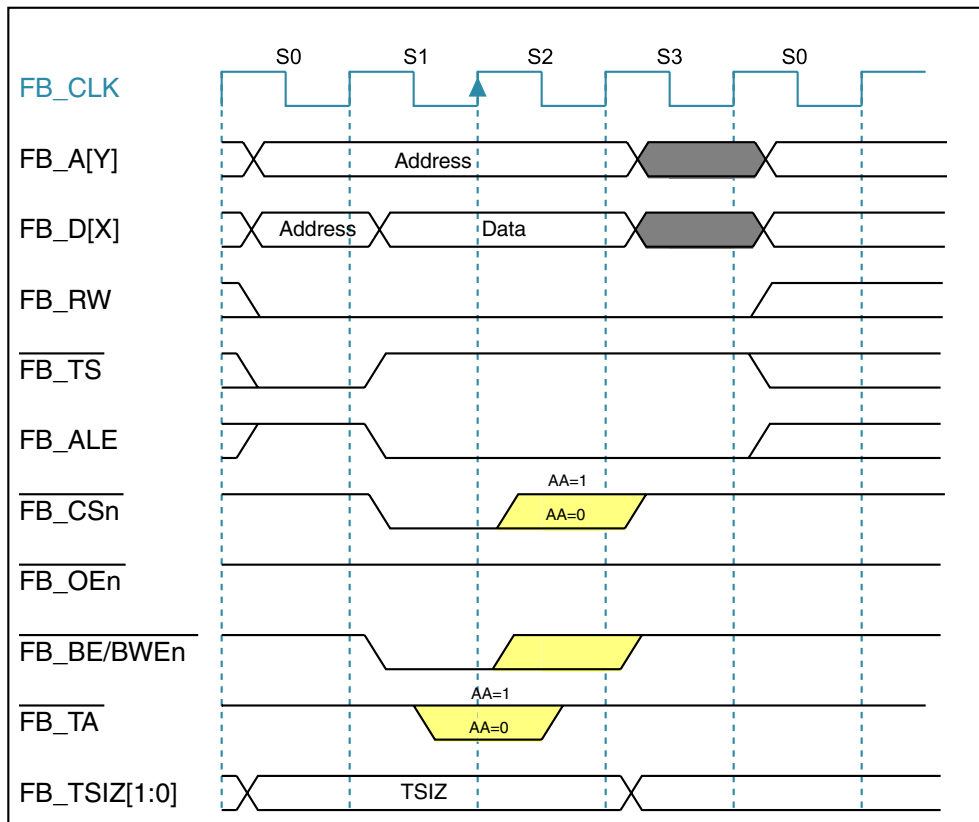 S0 S1 S2 S3 S0
FB_CLK
FB_A[Y] Address
FB_D[X] Address Data
FB_RW
FB_TS
FB_ALE
AA=1
FB_CSn AA=0
FB_OEn
FB_BE/BWEn
AA=1
FB_TA AA=0
FB_TSIZ[1:0] TSIZ